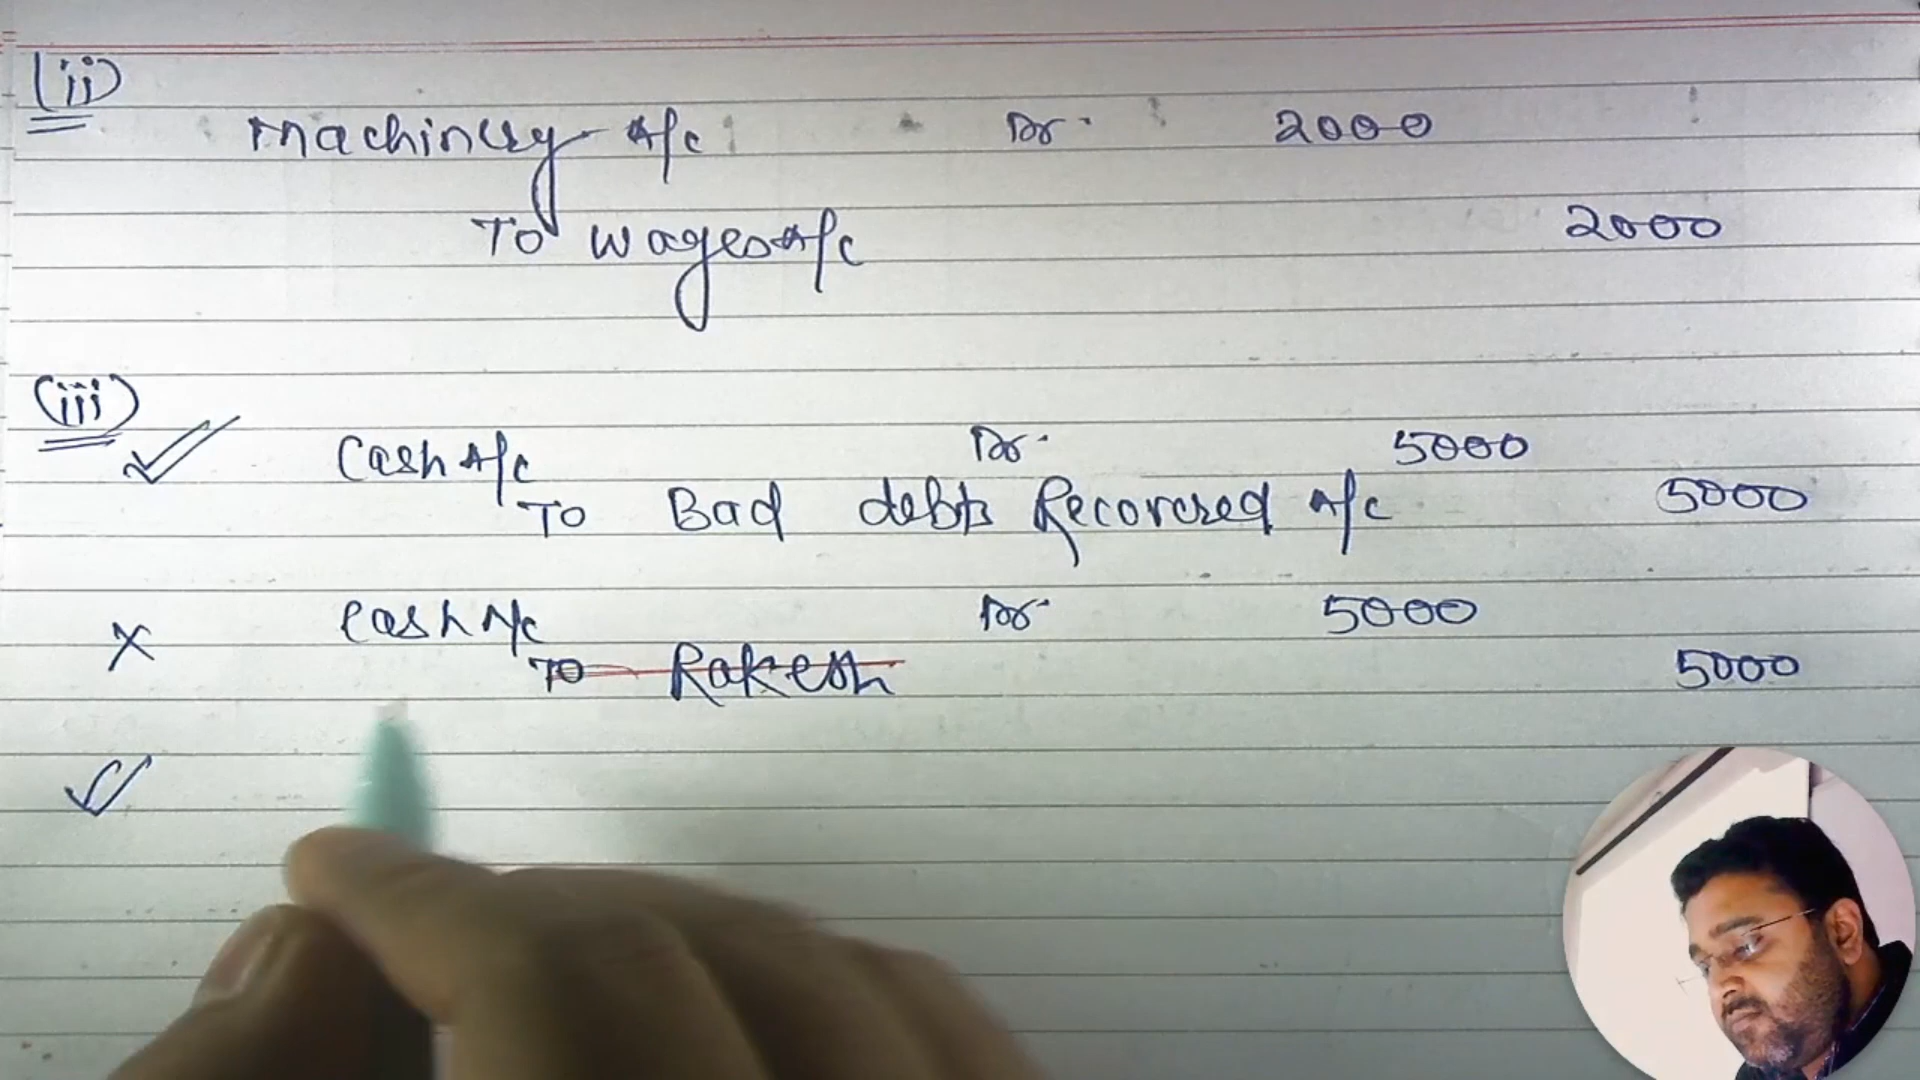 (ii)
Machinery A/c Dr. 2000
To Wages A/c 2000
(iii)
Cash A/c Dr. 5000
To Bad debts Recovered A/c 5000
Cash A/c Dr. 5000
To Rakesh 5000